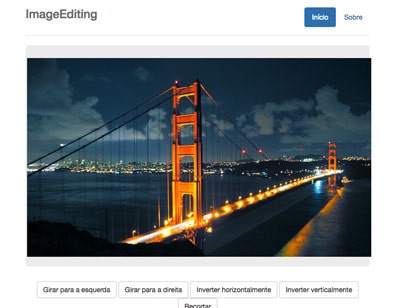 ImageEditing
Início Sobre
Girar para a esquerda Girar para a direita Inverter horizontalmente Inverter verticalmente
Recortar